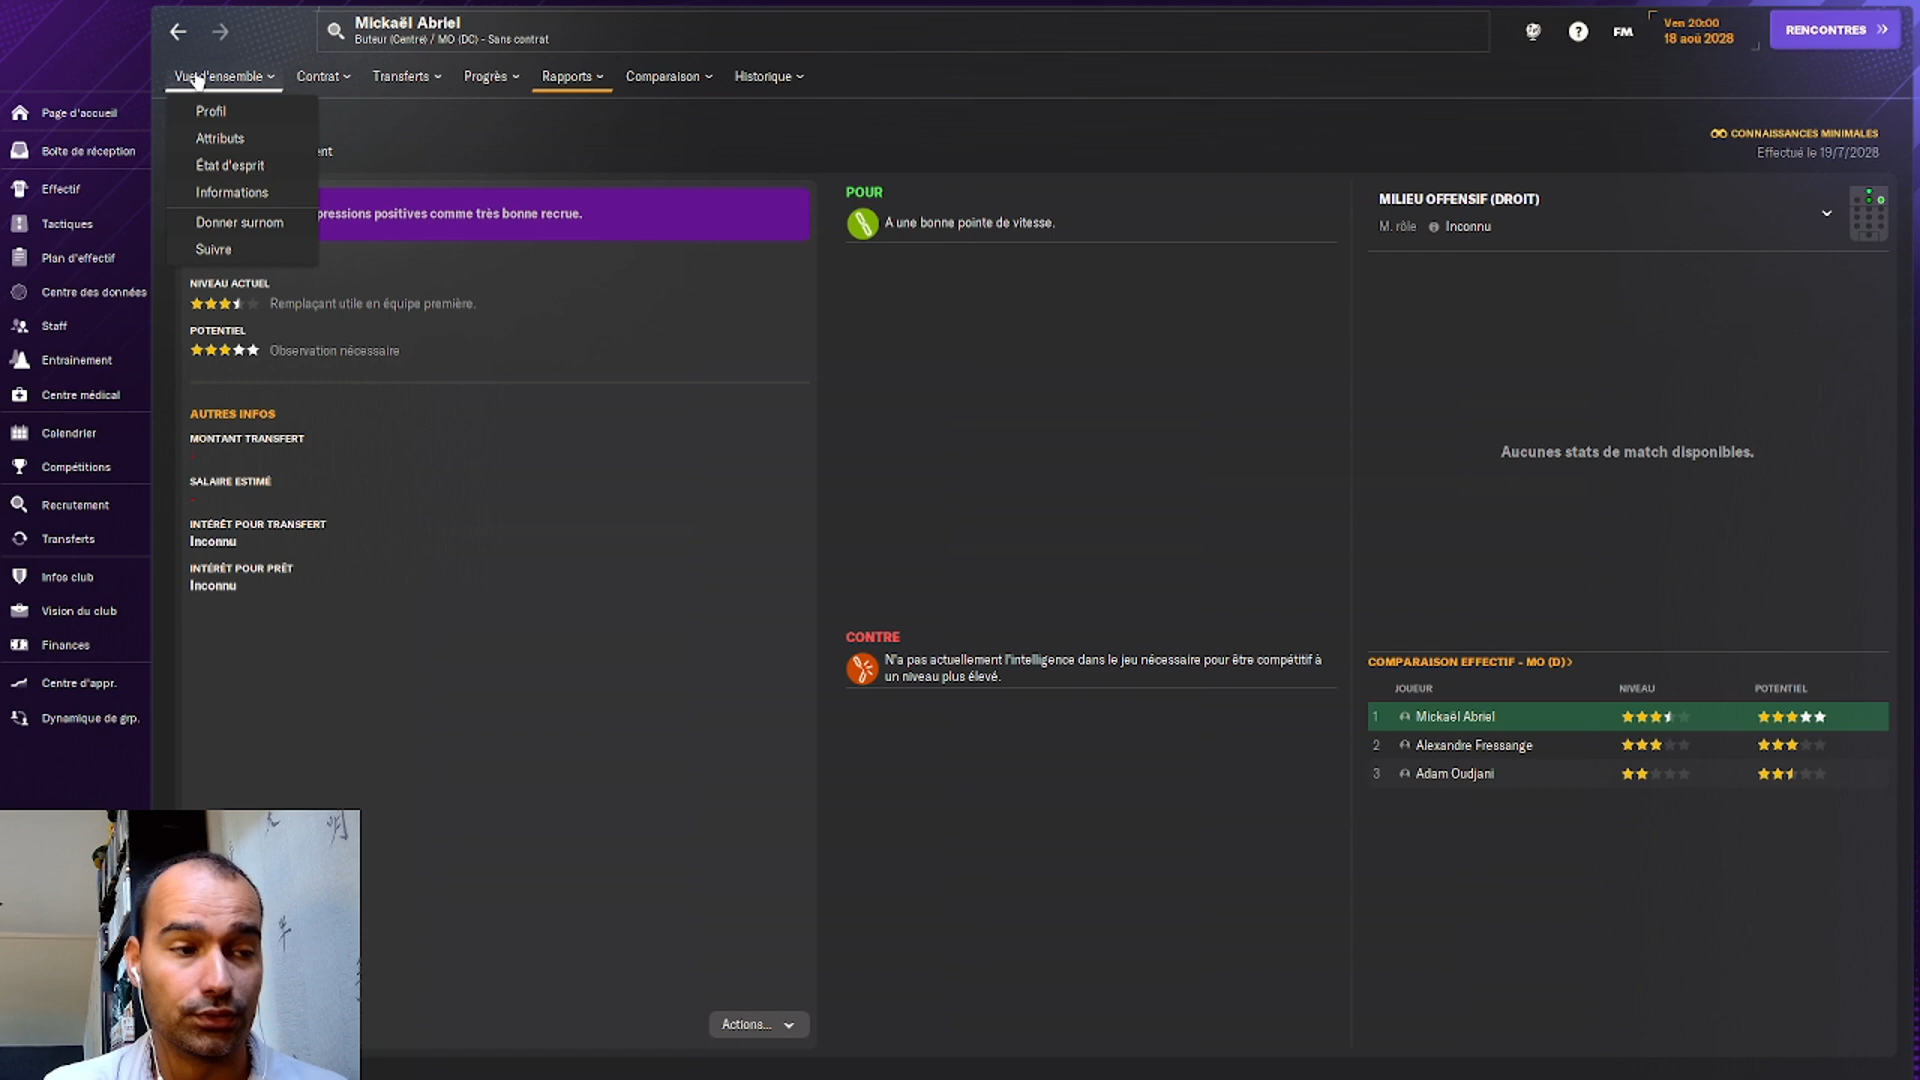 Mickaël Abriel
Buteur (Centre) / MO (DC) - Sans contrat
FM
Ven 20:00
18 aoû 2028
RENCONTRES
Vue d'ensemble
Contrat
Transferts
Progrès
Rapports
Comparaison
Historique
Profil
Attributs
État d'esprit
Informations
Donner surnom
Suivre
Page d'accueil
Boîte de réception
Effectif
Tactiques
Plan d'effectif
Centre des données
Staff
Entrainement
Centre médical
Calendrier
Compétitions
Recrutement
Transferts
Infos club
Vision du club
Finances
Centre d'appr.
Dynamique de grp.
ent
CONNAISSANCES MINIMALES
Effectué le 19/7/2028
pressions positives comme très bonne recrue.
NIVEAU ACTUEL
Remplaçant utile en équipe première.
POTENTIEL
Observation nécessaire
AUTRES INFOS
MONTANT TRANSFERT
-
SALAIRE ESTIMÉ
-
INTÉRÊT POUR TRANSFERT
Inconnu
INTÉRÊT POUR PRÊT
Inconnu
Actions...
POUR
A une bonne pointe de vitesse.
CONTRE
N'a pas actuellement l'intelligence dans le jeu nécessaire pour être compétitif à
un niveau plus élevé.
MILIEU OFFENSIF (DROIT)
M. rôle Inconnu
Aucunes stats de match disponibles.
COMPARAISON EFFECTIF - MO (D)>
JOUEUR NIVEAU POTENTIEL
1 Mickaël Abriel
2 Alexandre Fressange
3 Adam Oudjani